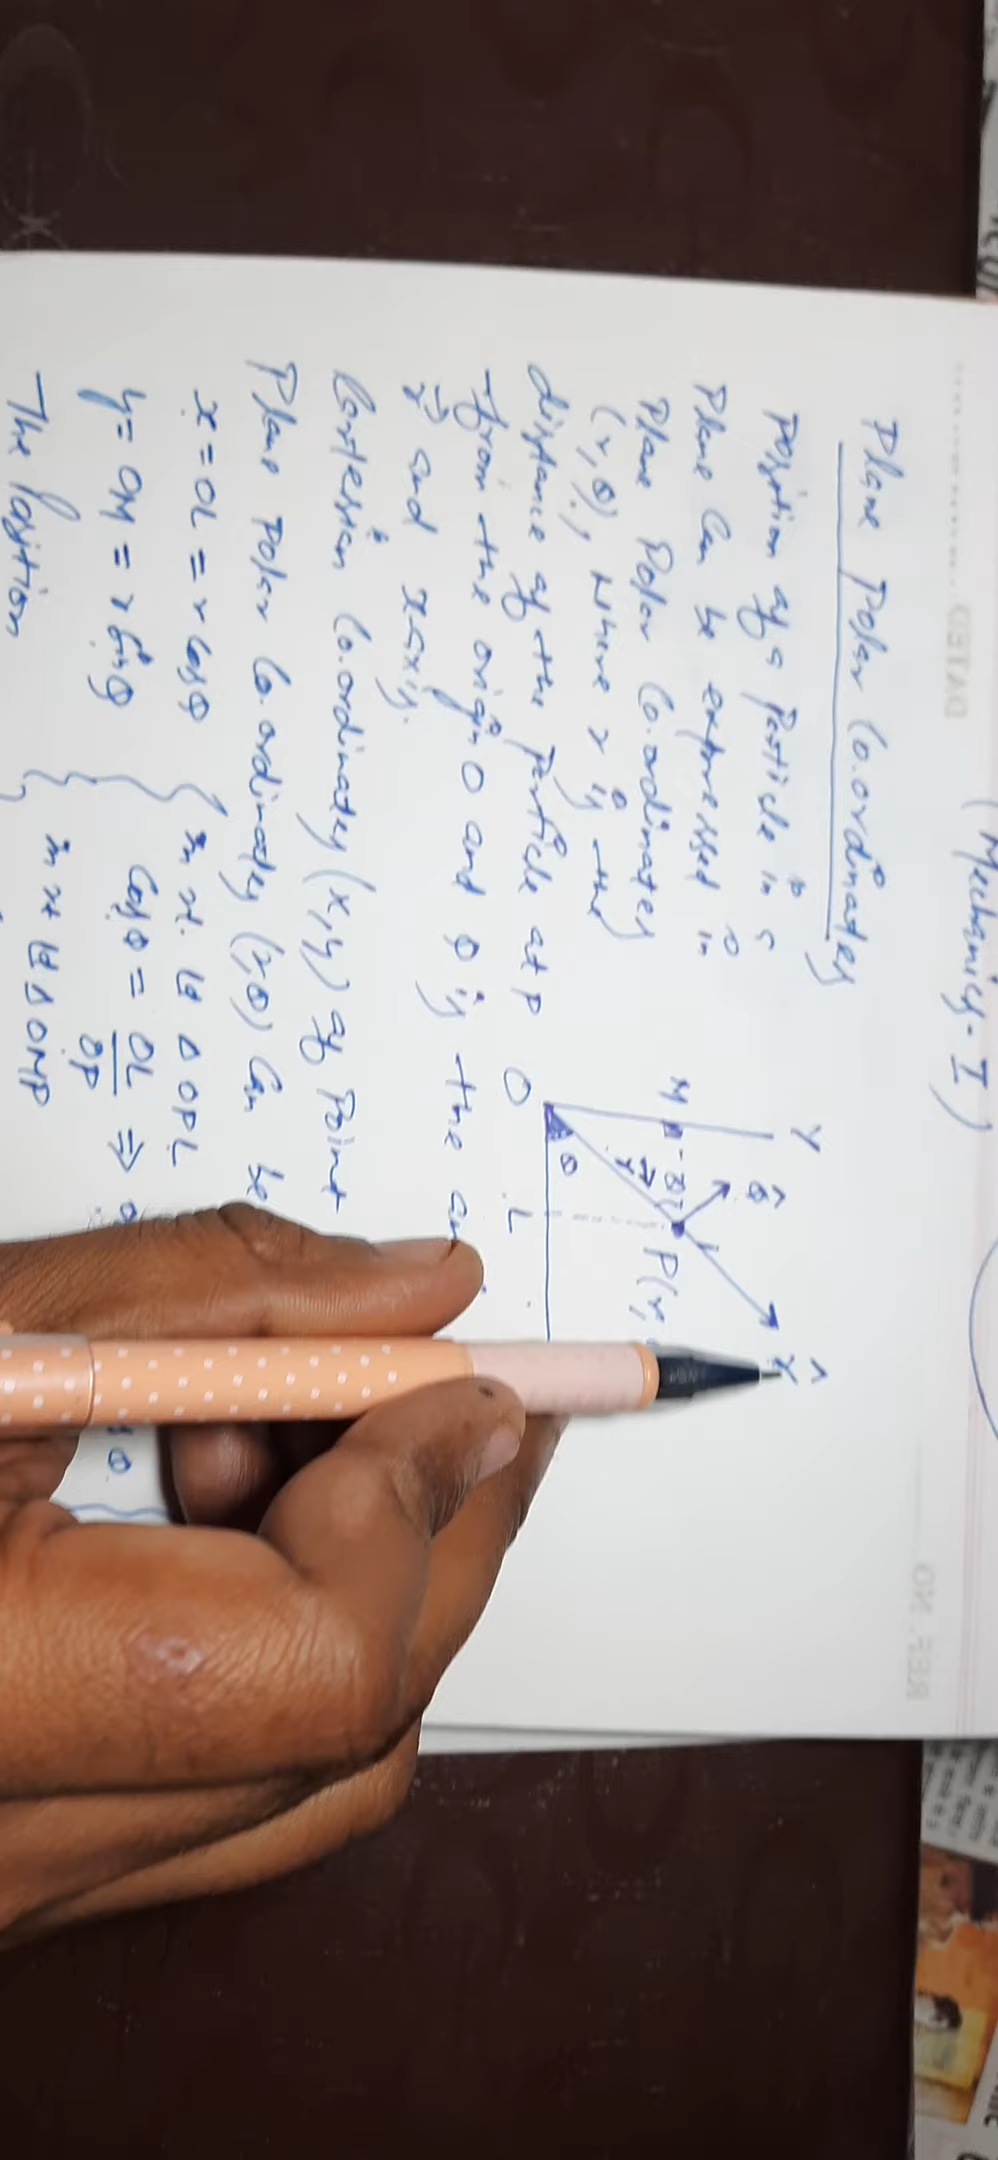 (Mechanics-I)
Plane Polar Co.ordinates
Position of a Particle in a
Plane Can be expressed in
Plane Polar Co.ordinates
(r,θ), where r is the
distance of the Particle at P
from the origin O and θ is the
r and x-axis.
Cartesian Co.ordinates (x,y) of Point
Plane Polar Co.ordinates (r,θ) Can be
x = OL = r Cosθ
y = OM = r Sinθ
The Position
in rt. ∠d Δ OPL
Cosθ = OL/OP ⇒
in rt ∠d Δ OMP
Y
θ̂
r̂
M
r
P(r,
θ
O
L
DATED
REF. NO